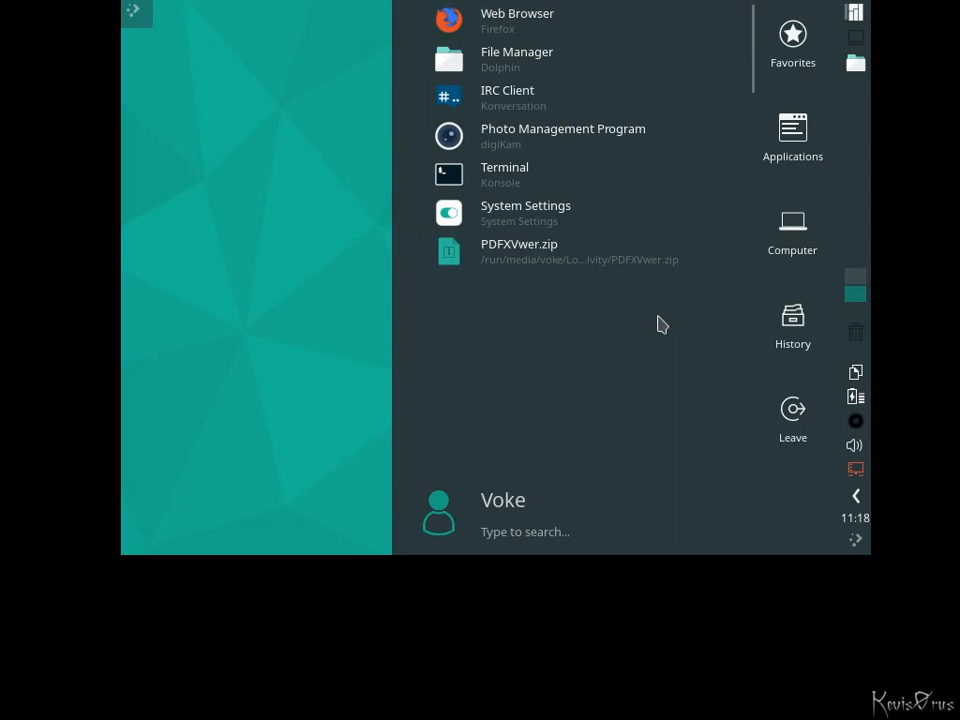 Web Browser
Firefox
File Manager
Dolphin
IRC Client
Konversation
Photo Management Program
digiKam
Terminal
Konsole
System Settings
System Settings
PDFXVwer.zip
/run/media/voke/Lo...ivity/PDFXVwer.zip
Favorites
Applications
Computer
History
Leave
Voke
Type to search...
11:18